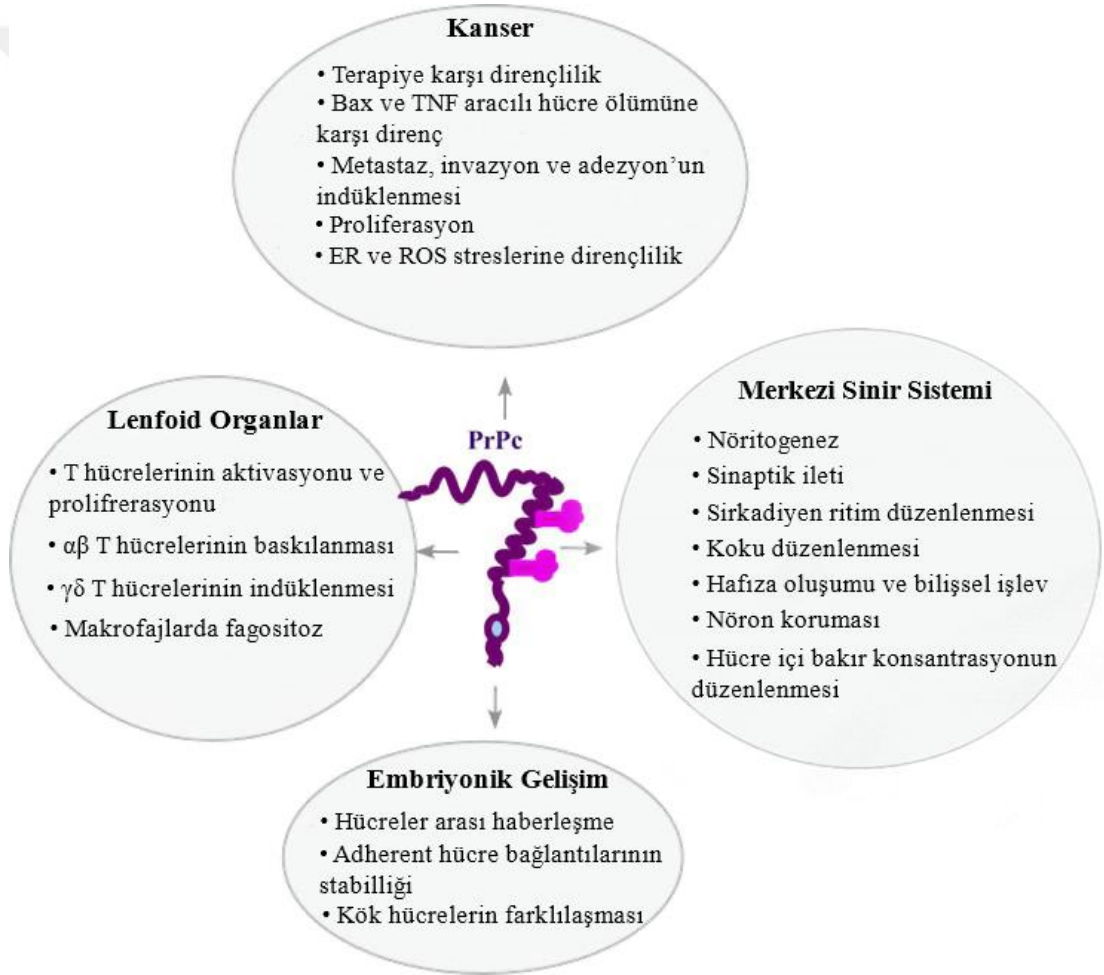 Kanser
• Terapiye karşı dirençlilik
• Bax ve TNF aracılı hücre ölümüne
karşı direnç
• Metastaz, invazyon ve adezyon’un
indüklenmesi
• Proliferasyon
• ER ve ROS streslerine dirençlilik
Lenfoid Organlar
• T hücrelerinin aktivasyonu ve
prolifrerasyonu
• αβ T hücrelerinin baskılanması
• γδ T hücrelerinin indüklenmesi
• Makrofajlarda fagositoz
PrPc
Merkezi Sinir Sistemi
• Nöritogenez
• Sinaptik ileti
• Sirkadiyen ritim düzenlenmesi
• Koku düzenlenmesi
• Hafıza oluşumu ve bilişsel işlev
• Nöron koruması
• Hücre içi bakır konsantrasyonun
düzenlenmesi
Embriyonik Gelişim
• Hücreler arası haberleşme
• Adherent hücre bağlantılarının
stabilliği
• Kök hücrelerin farklılaşması